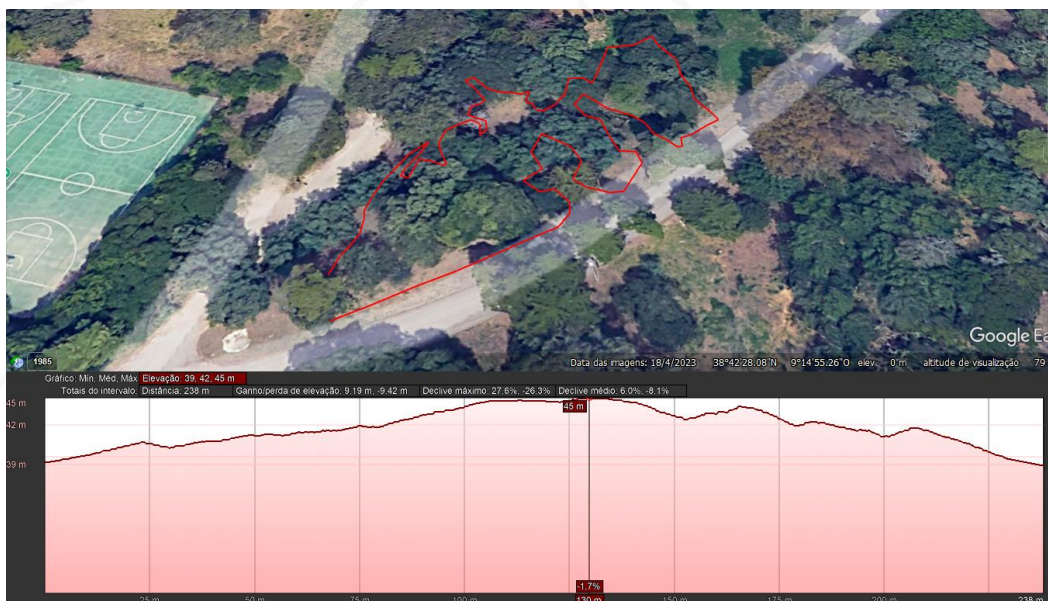 Google Ea
1985
Data das imagens: 18/4/2023 38°42'28.08"N 9°14'55.26"O elev. 0 m altitude de visualização 79
Gráfico: Mín, Méd, Máx Elevação: 39, 42, 45 m
Totais do intervalo: Distância: 238 m Ganho/perda de elevação: 9.19 m, -9.42 m Declive máximo: 27.6%, -26.3% Declive médio: 6.0%, -8.1%
45 m
45 m
42 m
39 m
-1.7%
25 m 50 m 75 m 100 m 130 m 150 m 175 m 200 m 238 m